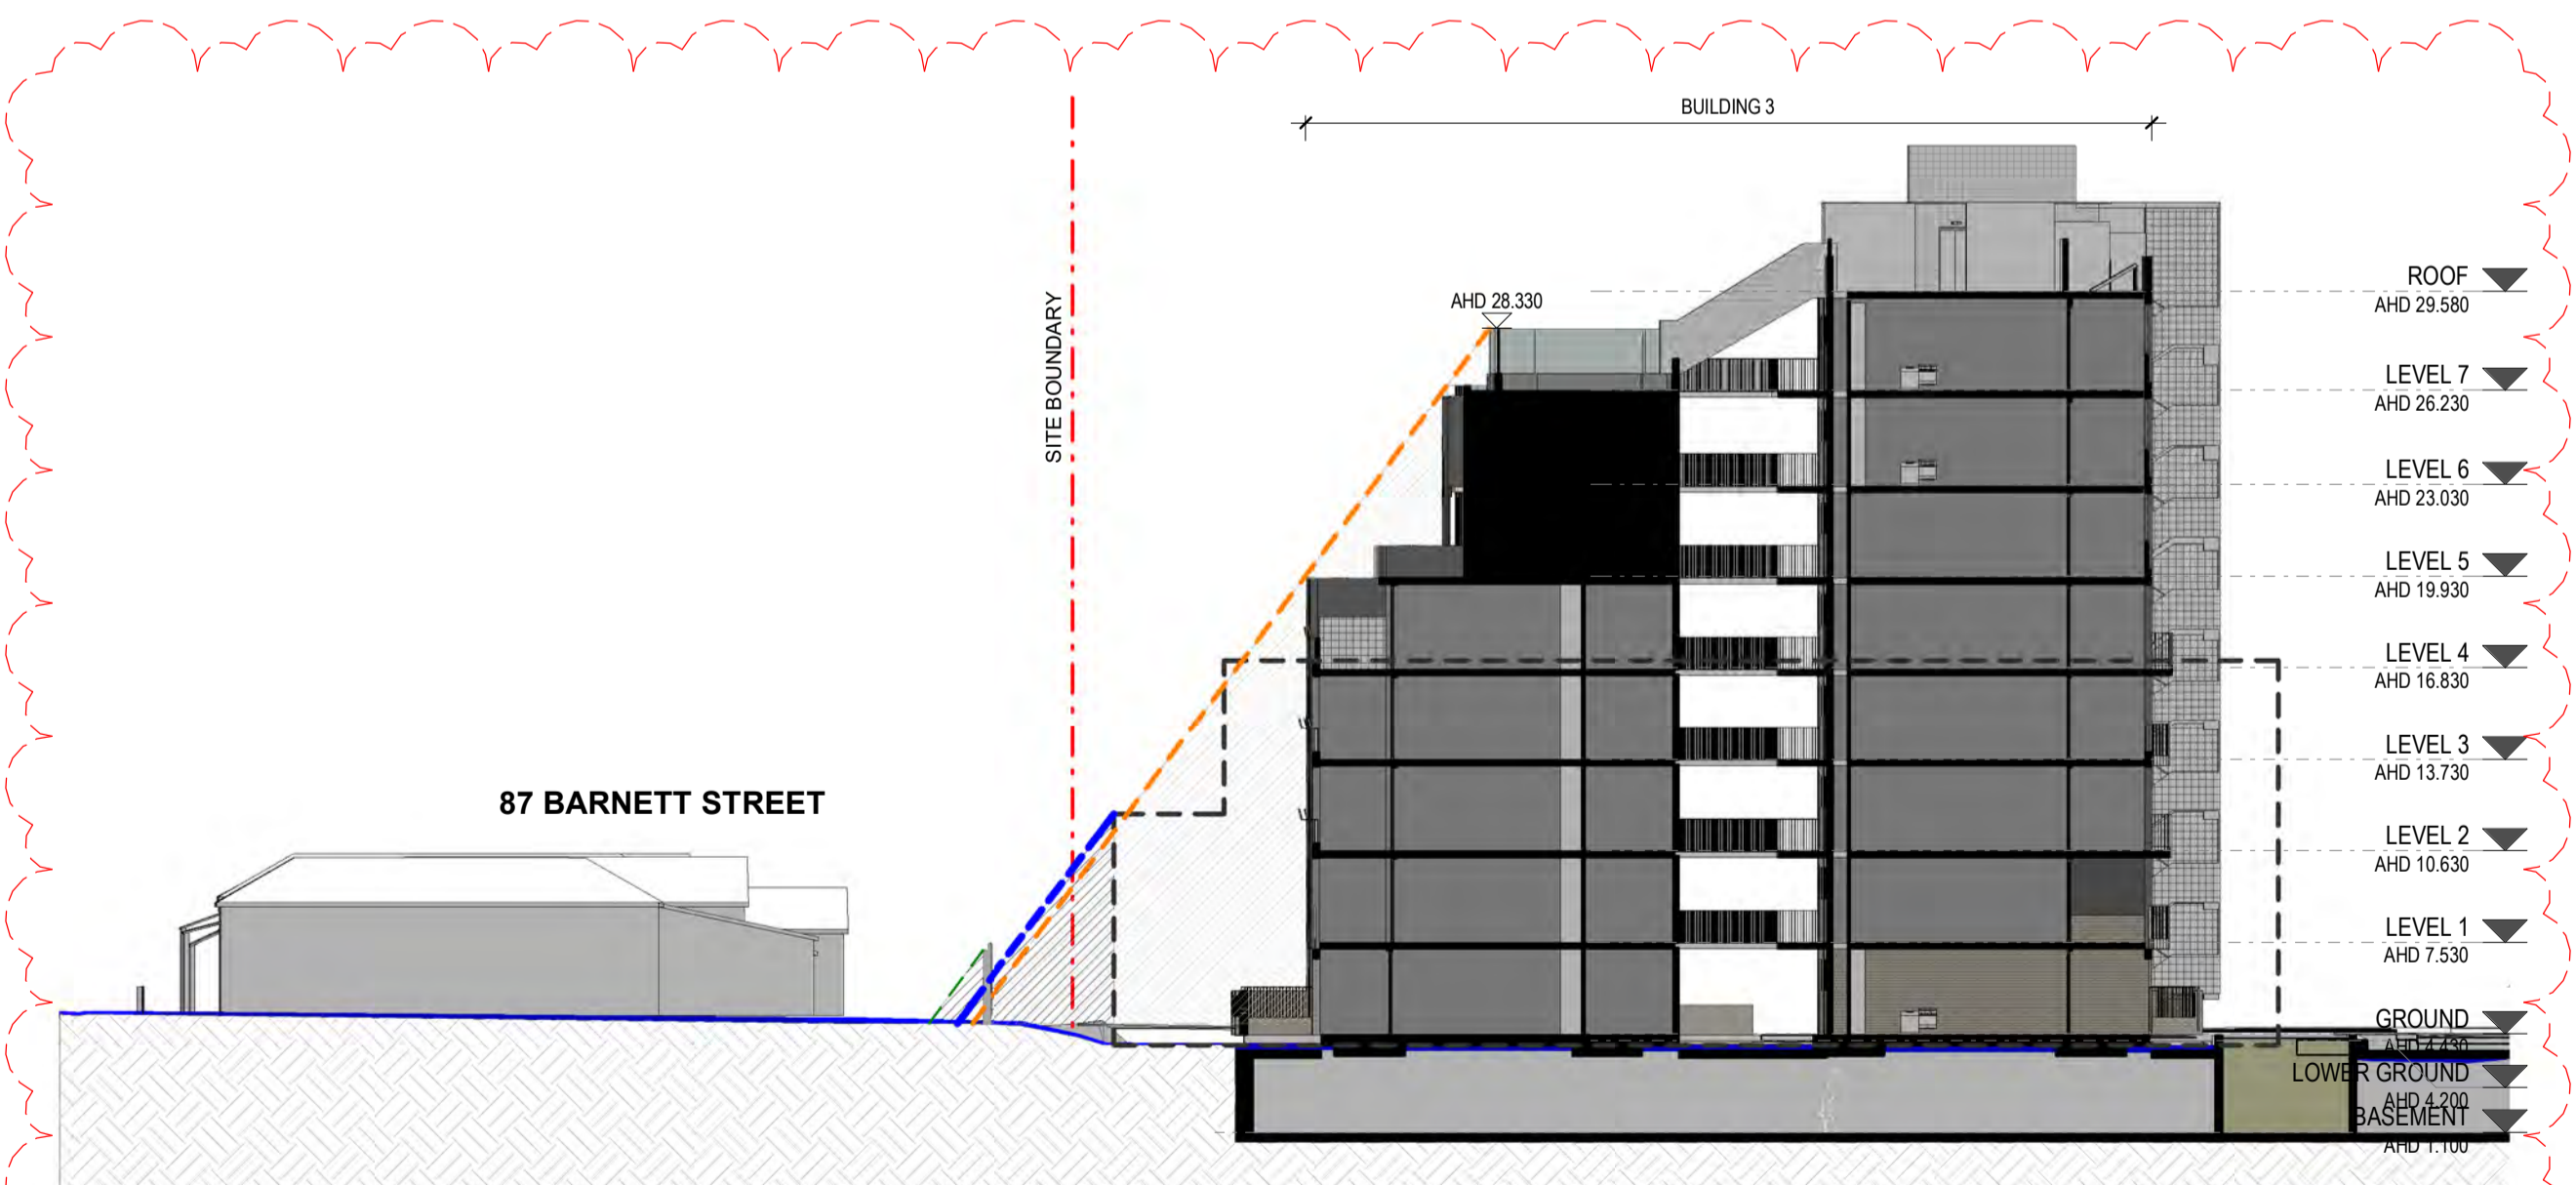 BUILDING 3
SITE BOUNDARY
AHD 28.330
87 BARNETT STREET
ROOF
AHD 29.580
LEVEL 7
AHD 26.230
LEVEL 6
AHD 23.030
LEVEL 5
AHD 19.930
LEVEL 4
AHD 16.830
LEVEL 3
AHD 13.730
LEVEL 2
AHD 10.630
LEVEL 1
AHD 7.530
GROUND
AHD 4.430
LOWER GROUND
AHD 4.200
BASEMENT
AHD 1.100